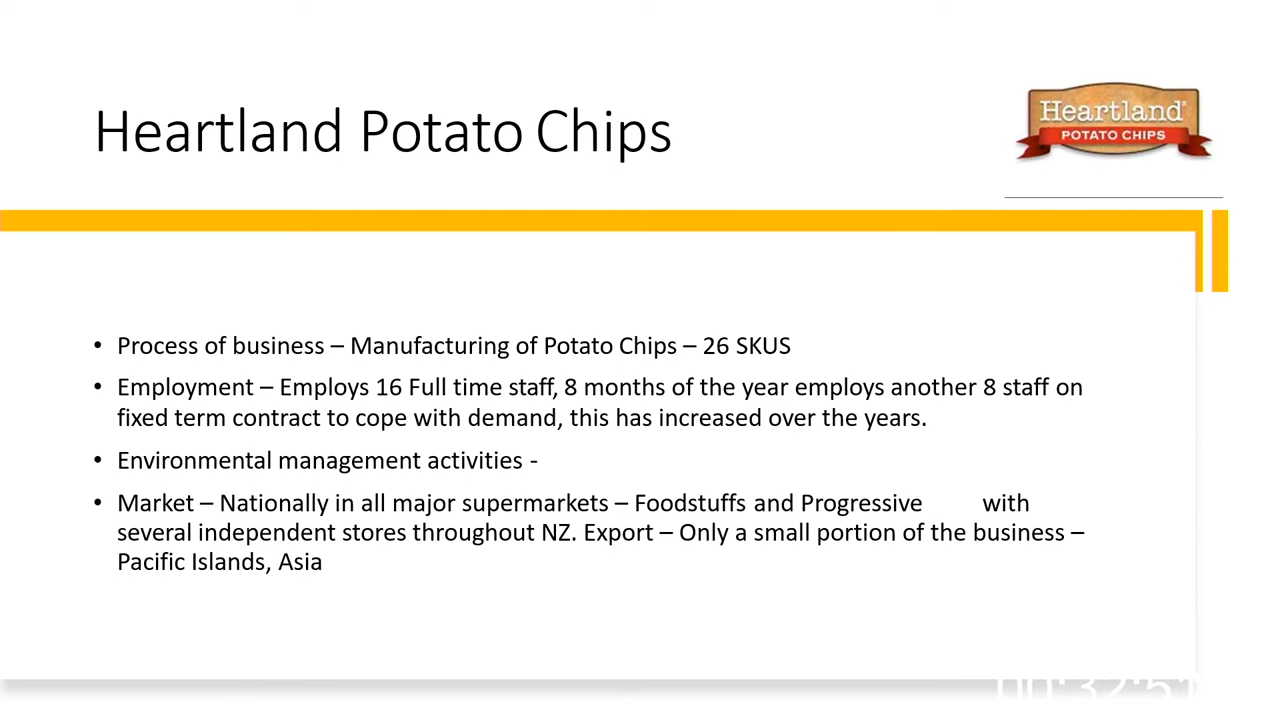 Heartland Potato Chips
Heartland®
POTATO CHIPS
• Process of business – Manufacturing of Potato Chips – 26 SKUS
• Employment – Employs 16 Full time staff, 8 months of the year employs another 8 staff on
fixed term contract to cope with demand, this has increased over the years.
• Environmental management activities -
• Market – Nationally in all major supermarkets – Foodstuffs and Progressive with
several independent stores throughout NZ. Export – Only a small portion of the business –
Pacific Islands, Asia